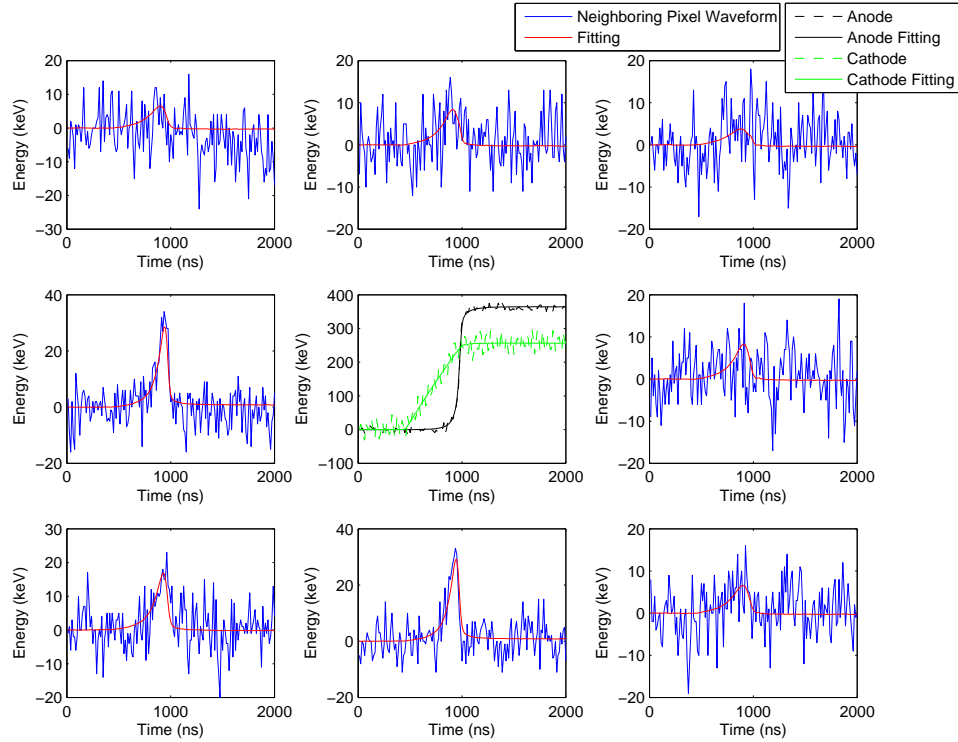 Neighboring Pixel Waveform
Fitting
Anode
Anode Fitting
Cathode
Cathode Fitting
20
10
0
−10
−20
−30
0 1000 2000
Energy (keV)
Time (ns)
20
10
0
−10
−20
0 1000 2000
Energy (keV)
Time (ns)
20
10
0
−10
−20
0 1000 2000
Energy (keV)
Time (ns)
40
20
0
−20
0 1000 2000
Energy (keV)
Time (ns)
400
300
200
100
0
−100
0 1000 2000
Energy (keV)
Time (ns)
20
10
0
−10
−20
0 1000 2000
Energy (keV)
Time (ns)
30
20
10
0
−10
−20
0 1000 2000
Energy (keV)
Time (ns)
40
20
0
−20
0 1000 2000
Energy (keV)
Time (ns)
20
10
0
−10
−20
0 1000 2000
Energy (keV)
Time (ns)